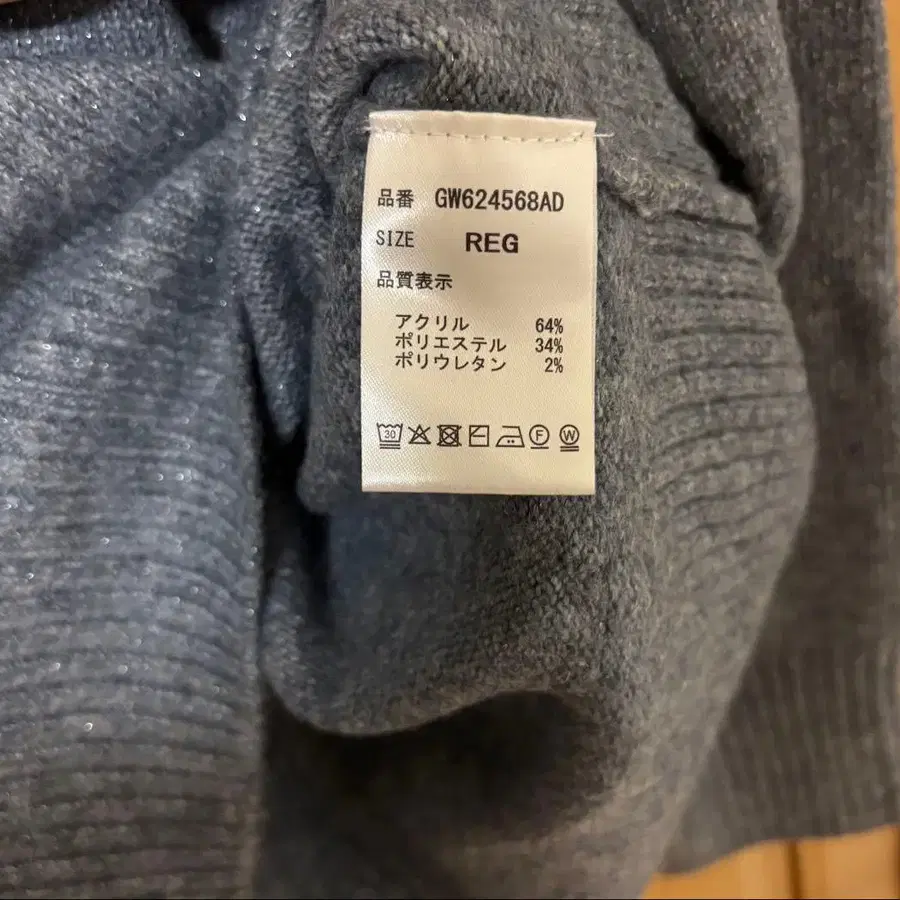 品番 GW624568AD
SIZE REG
品質表示
アクリル 64%
ポリエステル 34%
ポリウレタン 2%
30 F W